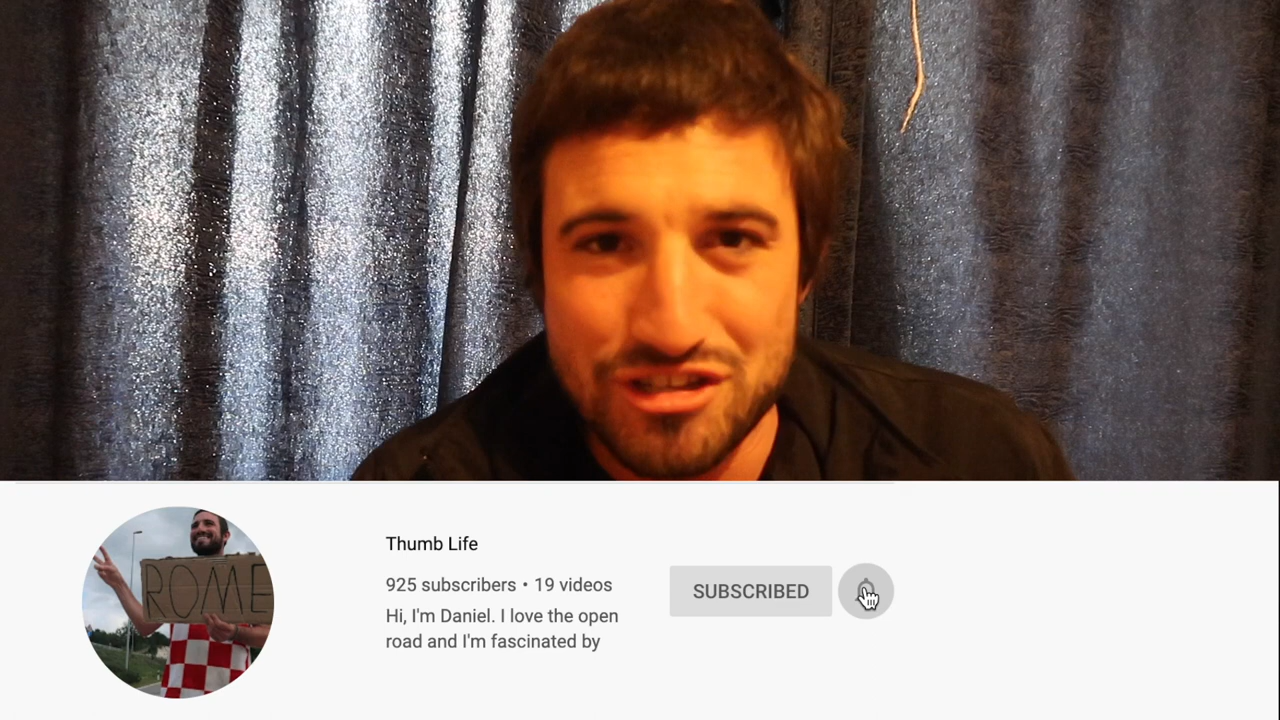 ROME
Thumb Life
925 subscribers • 19 videos
SUBSCRIBED
Hi, I'm Daniel. I love the open
road and I'm fascinated by